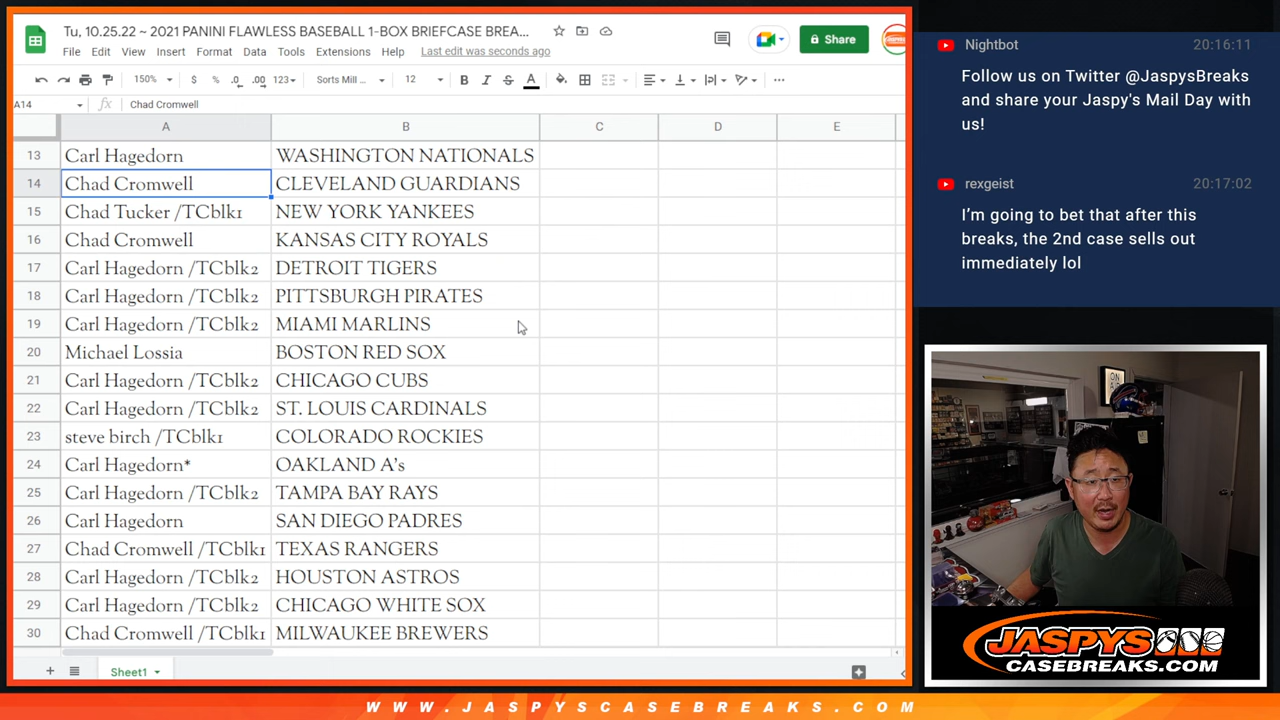 Tu, 10.25.22 ~ 2021 PANINI FLAWLESS BASEBALL 1-BOX BRIEFCASE BREA...
File Edit View Insert Format Data Tools Extensions Help Last edit was seconds ago
Share
150% $ % .0 .00 123 Sorts Mill ... 12 B I S A
A14 fx Chad Cromwell
A B C D E
13 Carl Hagedorn WASHINGTON NATIONALS
14 Chad Cromwell CLEVELAND GUARDIANS
15 Chad Tucker /TCblk1 NEW YORK YANKEES
16 Chad Cromwell KANSAS CITY ROYALS
17 Carl Hagedorn /TCblk2 DETROIT TIGERS
18 Carl Hagedorn /TCblk2 PITTSBURGH PIRATES
19 Carl Hagedorn /TCblk2 MIAMI MARLINS
20 Michael Lossia BOSTON RED SOX
21 Carl Hagedorn /TCblk2 CHICAGO CUBS
22 Carl Hagedorn /TCblk2 ST. LOUIS CARDINALS
23 steve birch /TCblk1 COLORADO ROCKIES
24 Carl Hagedorn* OAKLAND A's
25 Carl Hagedorn /TCblk2 TAMPA BAY RAYS
26 Carl Hagedorn SAN DIEGO PADRES
27 Chad Cromwell /TCblk1 TEXAS RANGERS
28 Carl Hagedorn /TCblk2 HOUSTON ASTROS
29 Carl Hagedorn /TCblk2 CHICAGO WHITE SOX
30 Chad Cromwell /TCblk1 MILWAUKEE BREWERS
Sheet1
Nightbot 20:16:11
Follow us on Twitter @JaspysBreaks
and share your Jaspy's Mail Day with
us!
rexgeist 20:17:02
I'm going to bet that after this
breaks, the 2nd case sells out
immediately lol
ON
AIR
JASPYS
CASEBREAKS.COM
WWW.JASPYSCASEBREAKS.COM